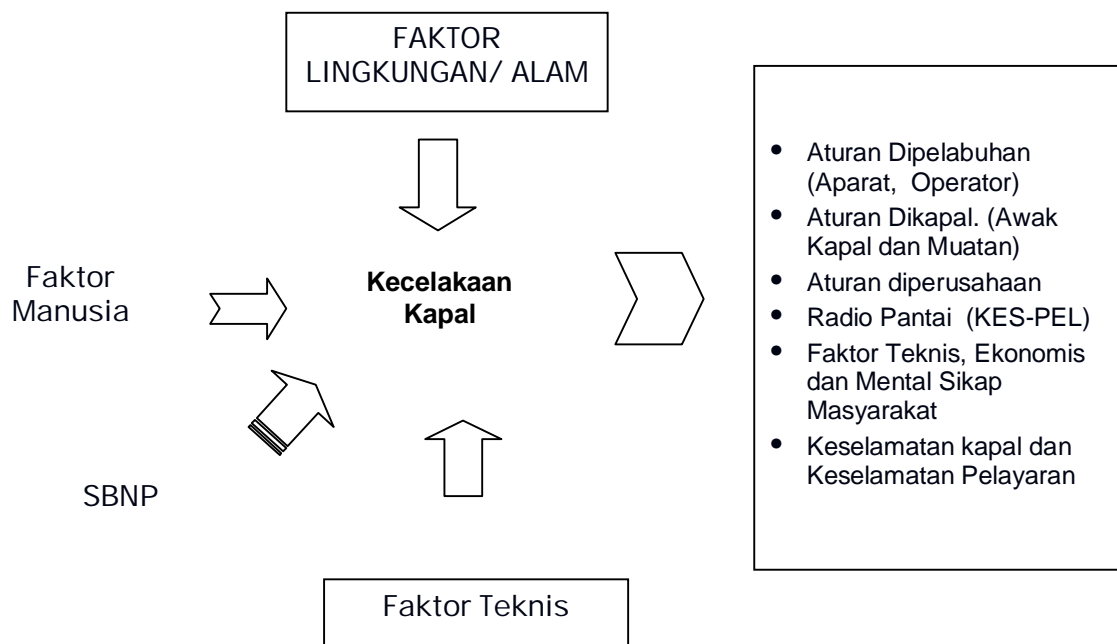 FAKTOR
LINGKUNGAN/ ALAM
Faktor
Manusia
Kecelakaan
Kapal
SBNP
Faktor Teknis
• Aturan Dipelabuhan
(Aparat, Operator)
• Aturan Dikapal. (Awak
Kapal dan Muatan)
• Aturan diperusahaan
• Radio Pantai (KES-PEL)
• Faktor Teknis, Ekonomis
dan Mental Sikap
Masyarakat
• Keselamatan kapal dan
Keselamatan Pelayaran